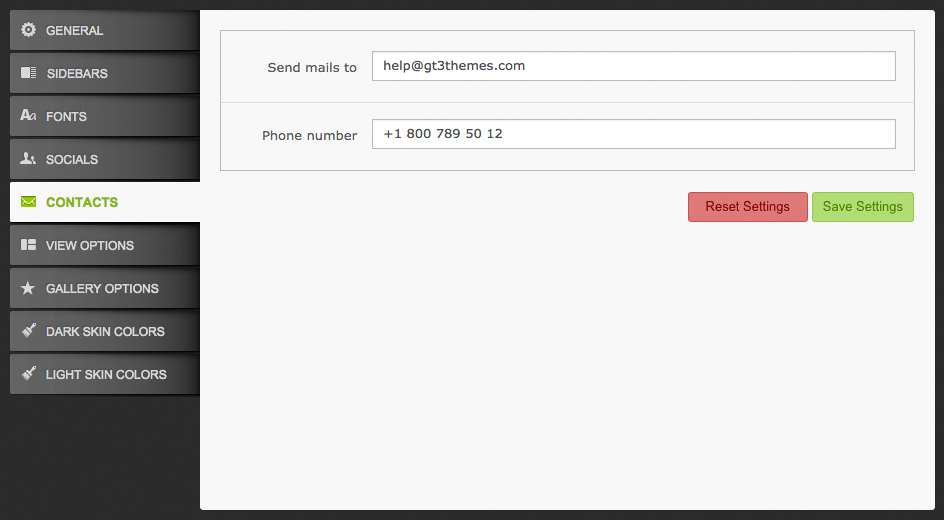 GENERAL
SIDEBARS
FONTS
SOCIALS
CONTACTS
VIEW OPTIONS
GALLERY OPTIONS
DARK SKIN COLORS
LIGHT SKIN COLORS
Send mails to help@gt3themes.com
Phone number +1 800 789 50 12
Reset Settings Save Settings